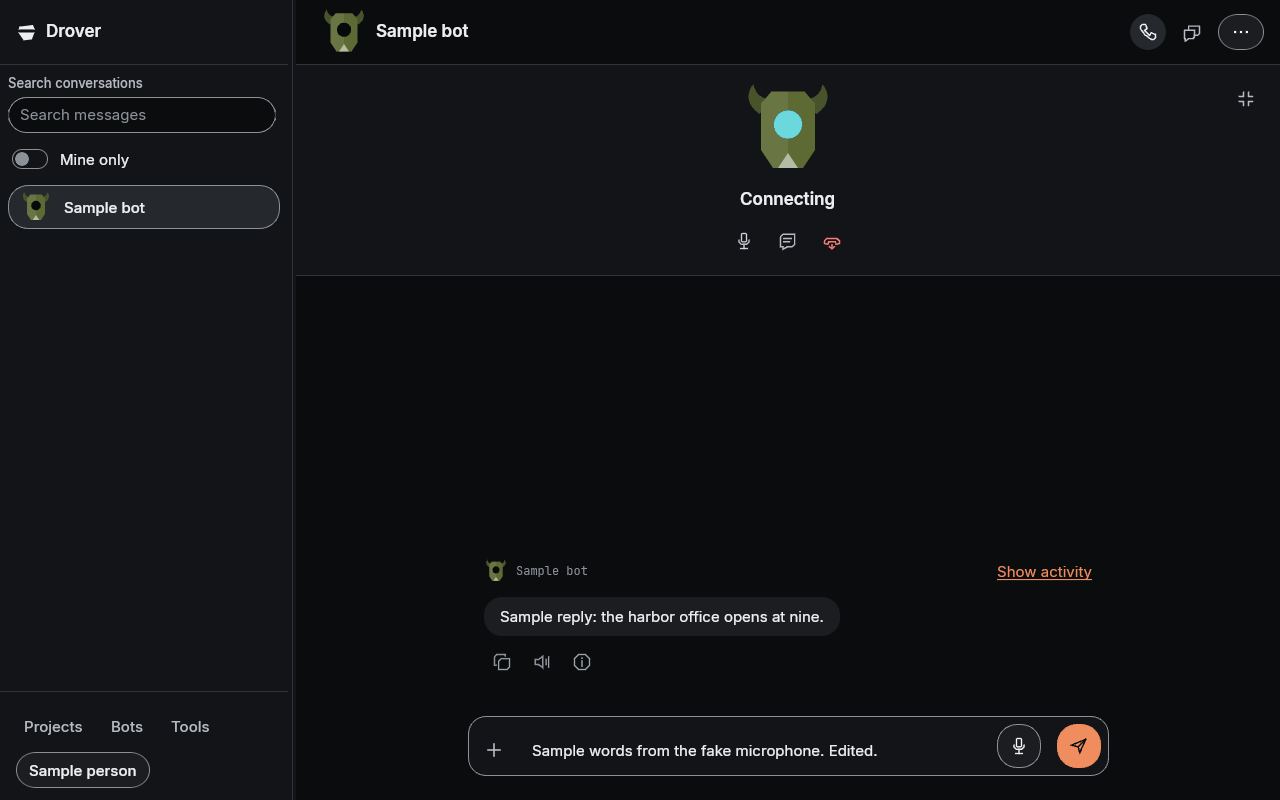 Drover
Search conversations
Search messages
Mine only
Sample bot
Projects
Bots
Tools
Sample person
Sample bot
Connecting
Sample bot
Show activity
Sample reply: the harbor office opens at nine.
Sample words from the fake microphone. Edited.